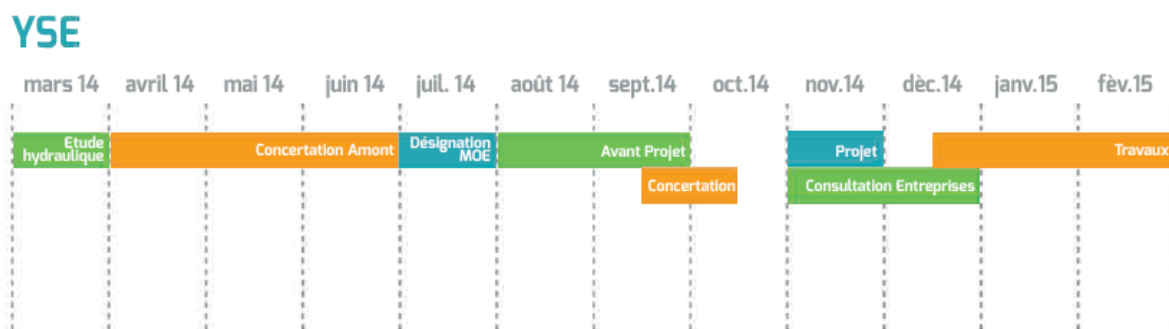 YSE
mars 14 avril 14 mai 14 juin 14 juil. 14 août 14 sept.14 oct.14 nov.14 dèc.14 janv.15 fèv.15
Etude
hydraulique
Concertation Amont
Désignation
MOE
Avant Projet
Projet
Travaux
Concertation
Consultation Entreprises